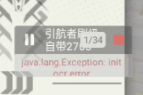 引航者
自带27
1/34
java.lang.Exception: init
ocr error